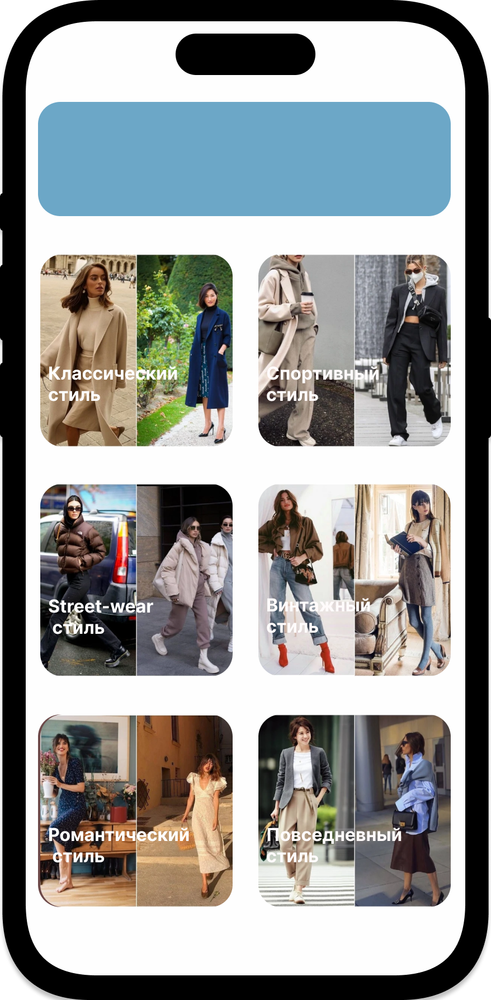 Классический
стиль
Спортивный
стиль
Street-wear
стиль
Винтажный
стиль
Романтический
стиль
Повседневный
стиль